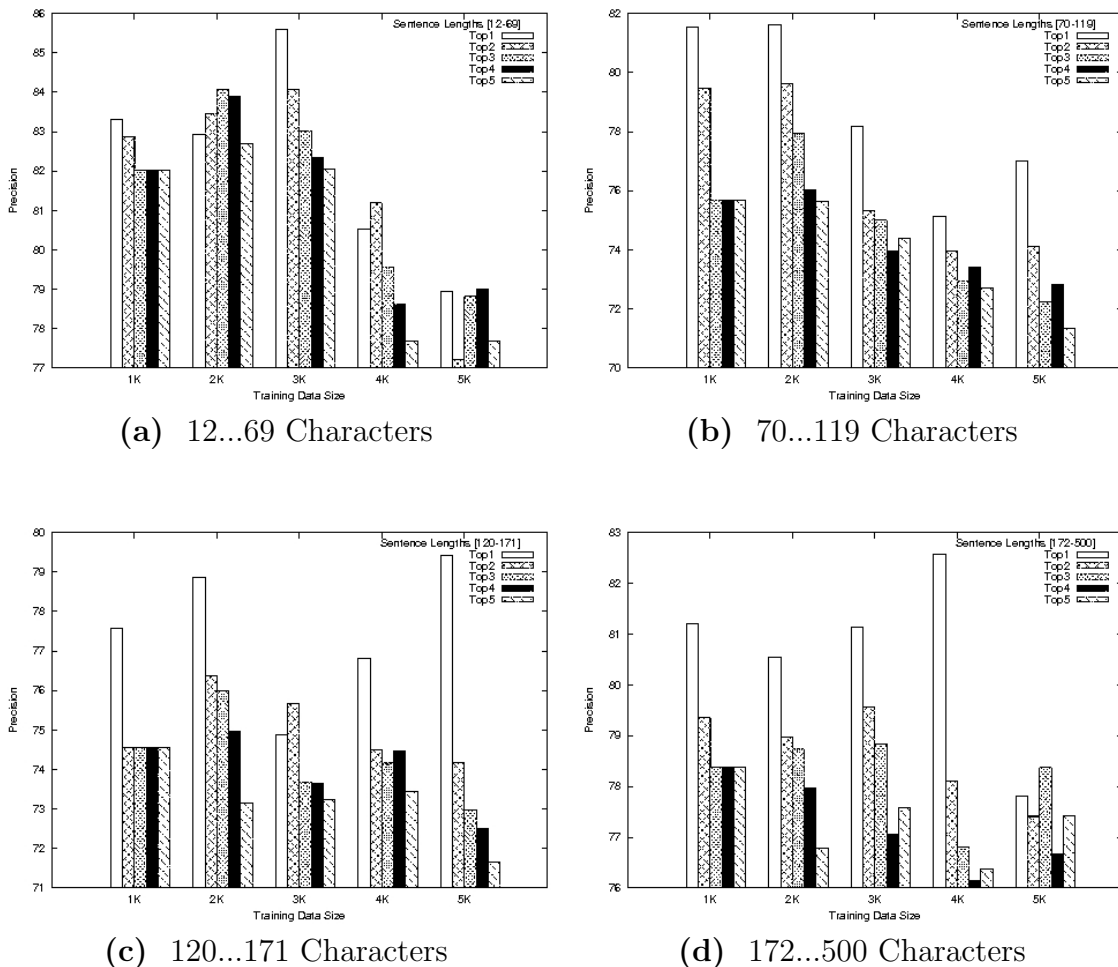 86
85
84
83
82
81
80
79
78
77
Precision
Sentence Lengths [12-69]
Top1
Top2
Top3
Top4
Top5
1K 2K 3K 4K 5K
Training Data Size
(a) 12...69 Characters
82
80
78
76
74
72
70
Precision
Sentence Lengths [70-119]
Top1
Top2
Top3
Top4
Top5
1K 2K 3K 4K 5K
Training Data Size
(b) 70...119 Characters
80
79
78
77
76
75
74
73
72
71
Precision
Sentence Lengths [120-171]
Top1
Top2
Top3
Top4
Top5
1K 2K 3K 4K 5K
Training Data Size
(c) 120...171 Characters
83
82
81
80
79
78
77
76
Precision
Sentence Lengths [172-500]
Top1
Top2
Top3
Top4
Top5
1K 2K 3K 4K 5K
Training Data Size
(d) 172...500 Characters